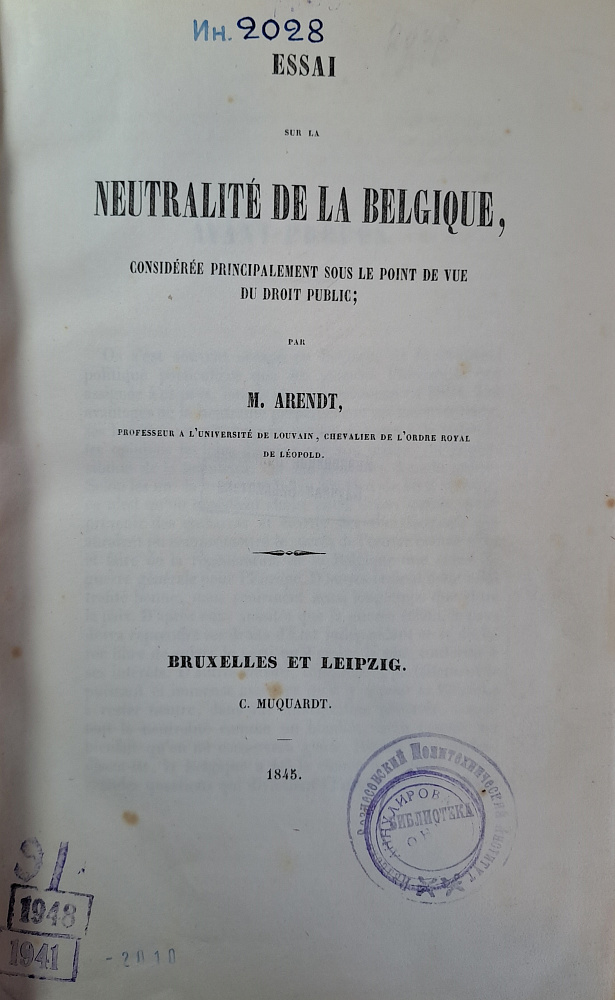 Ин. 2028
ESSAI
SUR LA
NEUTRALITÉ DE LA BELGIQUE,
CONSIDÉRÉE PRINCIPALEMENT SOUS LE POINT DE VUE
DU DROIT PUBLIC;
PAR
M. ARENDT,
PROFESSEUR A L'UNIVERSITÉ DE LOUVAIN, CHEVALIER DE L'ORDRE ROYAL
DE LÉOPOLD.
BRUXELLES ET LEIPZIG.
C. MUQUARDT.
1845.
Политехнический
БИБЛИОТЕКА
1948
1941
- 2010